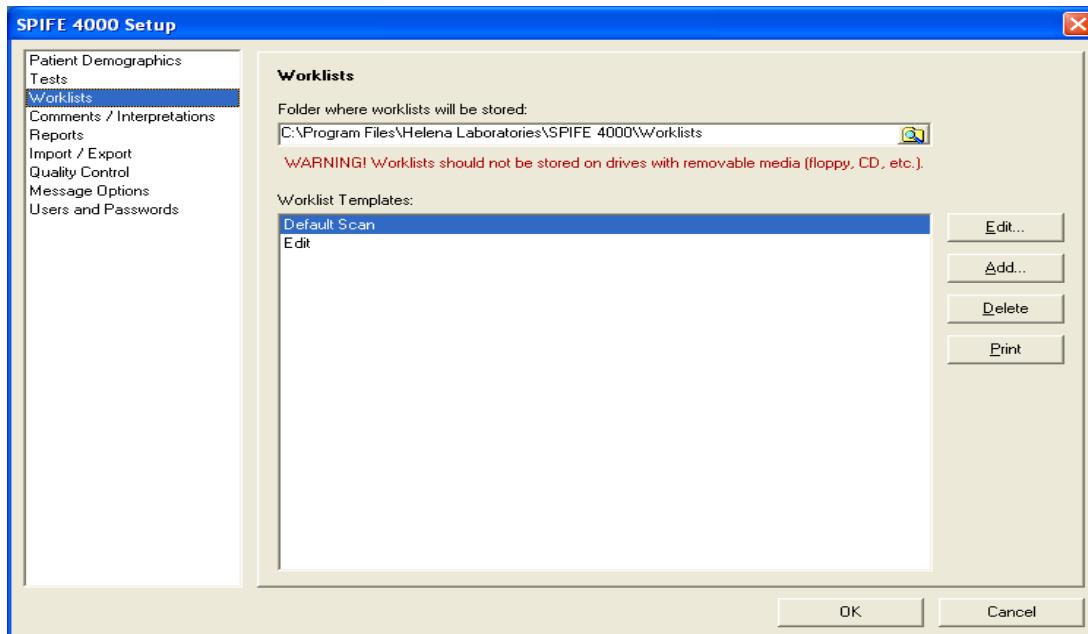 SPIFE 4000 Setup
Patient Demographics
Tests
Worklists
Comments / Interpretations
Reports
Import / Export
Quality Control
Message Options
Users and Passwords
Worklists
Folder where worklists will be stored:
C:\Program Files\Helena Laboratories\SPIFE 4000\Worklists
WARNING! Worklists should not be stored on drives with removable media (floppy, CD, etc.).
Worklist Templates:
Default Scan
Edit
Edit...
Add...
Delete
Print
OK
Cancel